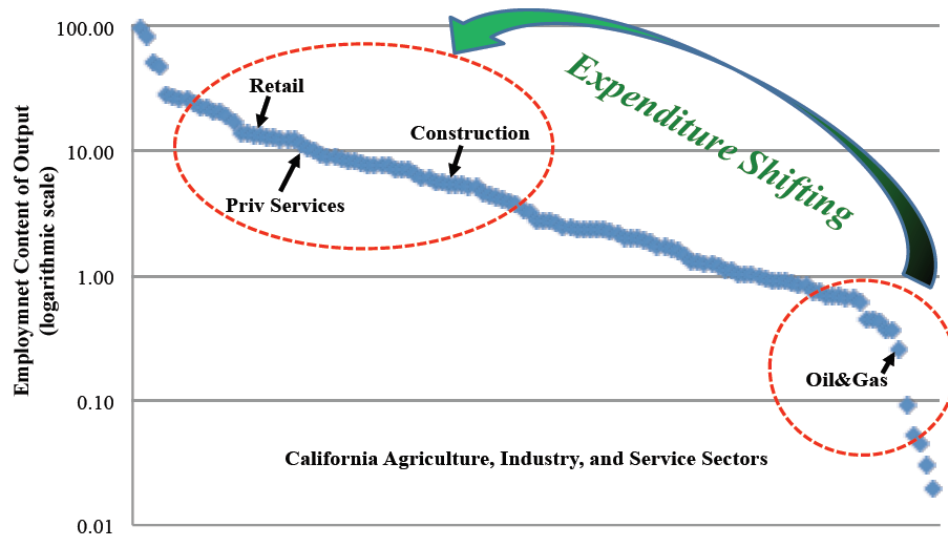 100.00
10.00
1.00
0.10
0.01
Employmnet Content of Output
(logarithmic scale)
Retail
Priv Services
Construction
Expenditure Shifting
Oil&Gas
California Agriculture, Industry, and Service Sectors